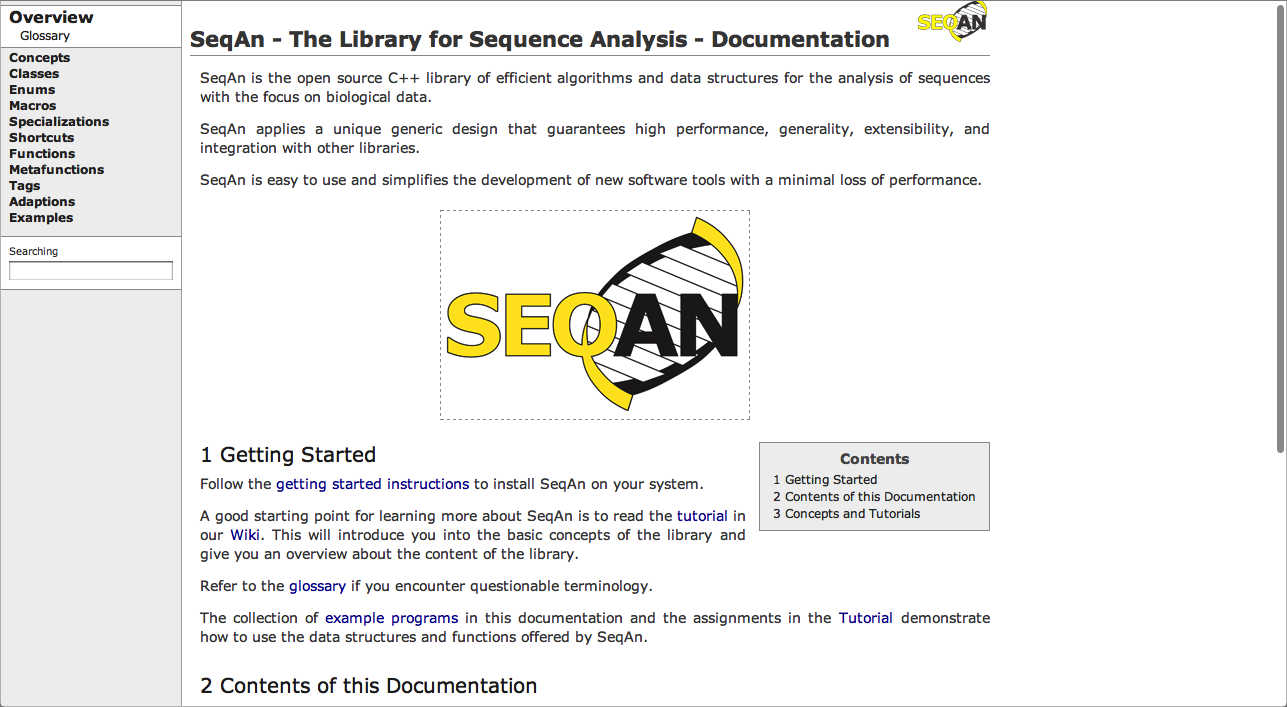 Overview
Glossary
Concepts
Classes
Enums
Macros
Specializations
Shortcuts
Functions
Metafunctions
Tags
Adaptions
Examples
Searching
SEQAN
SeqAn - The Library for Sequence Analysis - Documentation
SeqAn is the open source C++ library of efficient algorithms and data structures for the analysis of sequences
with the focus on biological data.
SeqAn applies a unique generic design that guarantees high performance, generality, extensibility, and
integration with other libraries.
SeqAn is easy to use and simplifies the development of new software tools with a minimal loss of performance.
SEQAN
1 Getting Started
Follow the getting started instructions to install SeqAn on your system.
A good starting point for learning more about SeqAn is to read the tutorial in
our Wiki. This will introduce you into the basic concepts of the library and
give you an overview about the content of the library.
Refer to the glossary if you encounter questionable terminology.
The collection of example programs in this documentation and the assignments in the Tutorial demonstrate
how to use the data structures and functions offered by SeqAn.
Contents
1 Getting Started
2 Contents of this Documentation
3 Concepts and Tutorials
2 Contents of this Documentation